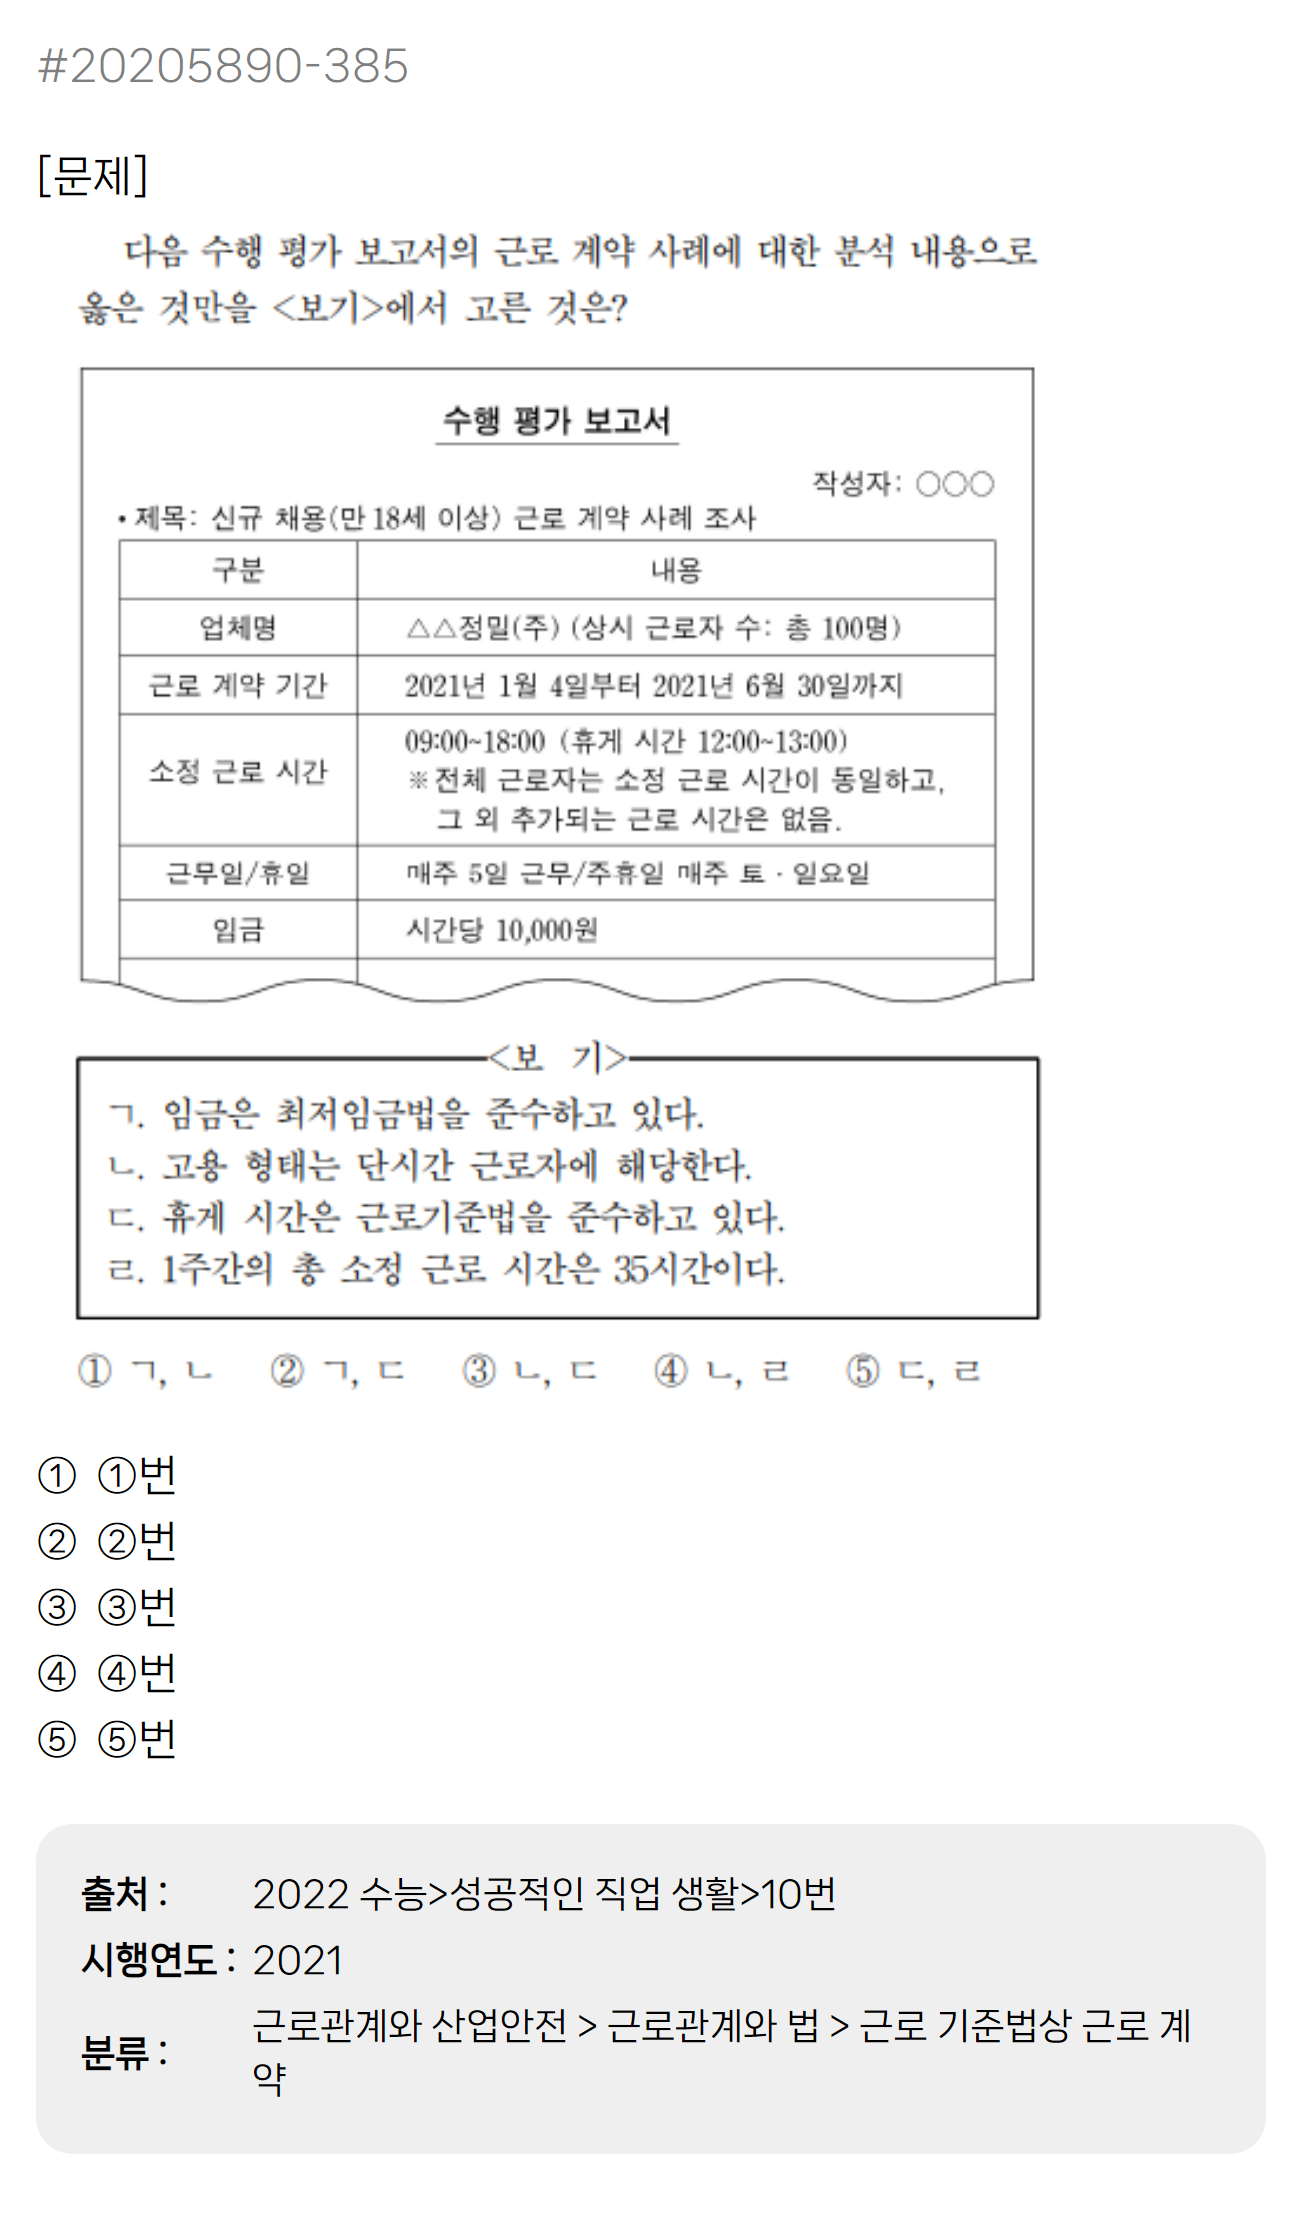 #20205890-385
[문제]
다음 수행 평가 보고서의 근로 계약 사례에 대한 분석 내용으로
옳은 것만을 <보기>에서 고른 것은?
수행 평가 보고서
작성자: ○○○
• 제목: 신규 채용(만 18세 이상) 근로 계약 사례 조사
구분 내용
업체명 △△정밀(주) (상시 근로자 수: 총 100명)
근로 계약 기간 2021년 1월 4일부터 2021년 6월 30일까지
소정 근로 시간 09:00~18:00 (휴게 시간 12:00~13:00)
※ 전체 근로자는 소정 근로 시간이 동일하고,
그 외 추가되는 근로 시간은 없음.
근무일/휴일 매주 5일 근무/주휴일 매주 토·일요일
임금 시간당 10,000원
<보 기>
ㄱ. 임금은 최저임금법을 준수하고 있다.
ㄴ. 고용 형태는 단시간 근로자에 해당한다.
ㄷ. 휴게 시간은 근로기준법을 준수하고 있다.
ㄹ. 1주간의 총 소정 근로 시간은 35시간이다.
① ㄱ, ㄴ ② ㄱ, ㄷ ③ ㄴ, ㄷ ④ ㄴ, ㄹ ⑤ ㄷ, ㄹ
① ①번
② ②번
③ ③번
④ ④번
⑤ ⑤번
출처 : 2022 수능>성공적인 직업 생활>10번
시행연도 : 2021
분류 : 근로관계와 산업안전 > 근로관계와 법 > 근로 기준법상 근로 계
약